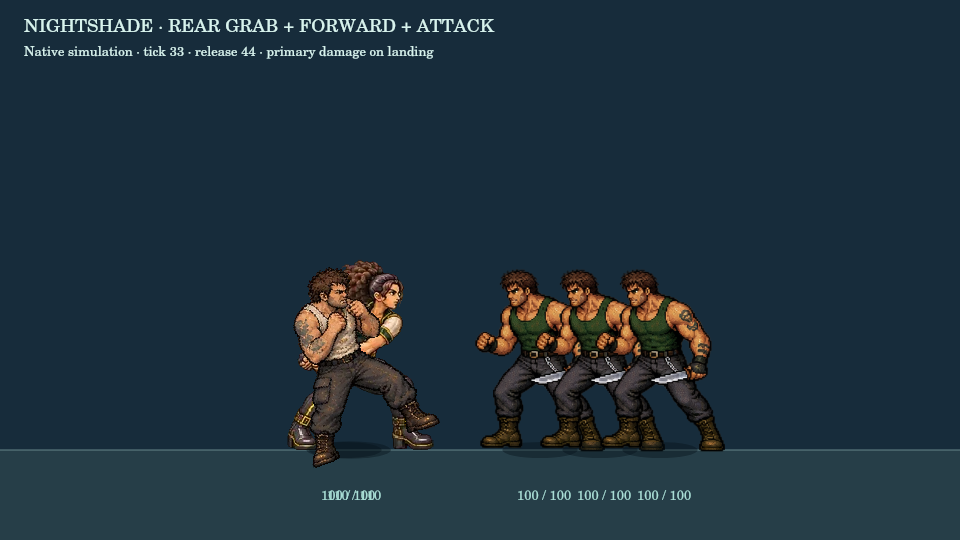 NIGHTSHADE · REAR GRAB + FORWARD + ATTACK
Native simulation · tick 33 · release 44 · primary damage on landing
100 / 100 100 / 100 100 / 100